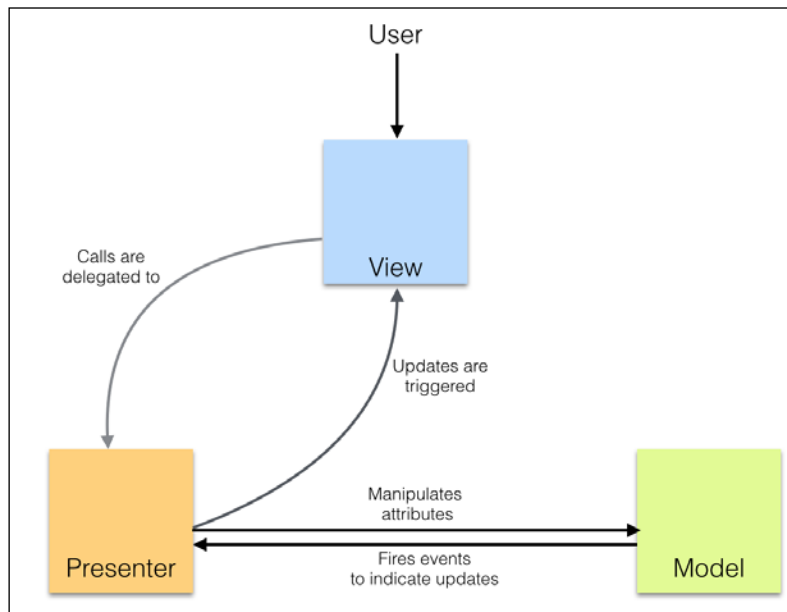 User
View
Calls are
delegated to
Updates are
triggered
Manipulates
attributes
Fires events
to indicate updates
Presenter
Model